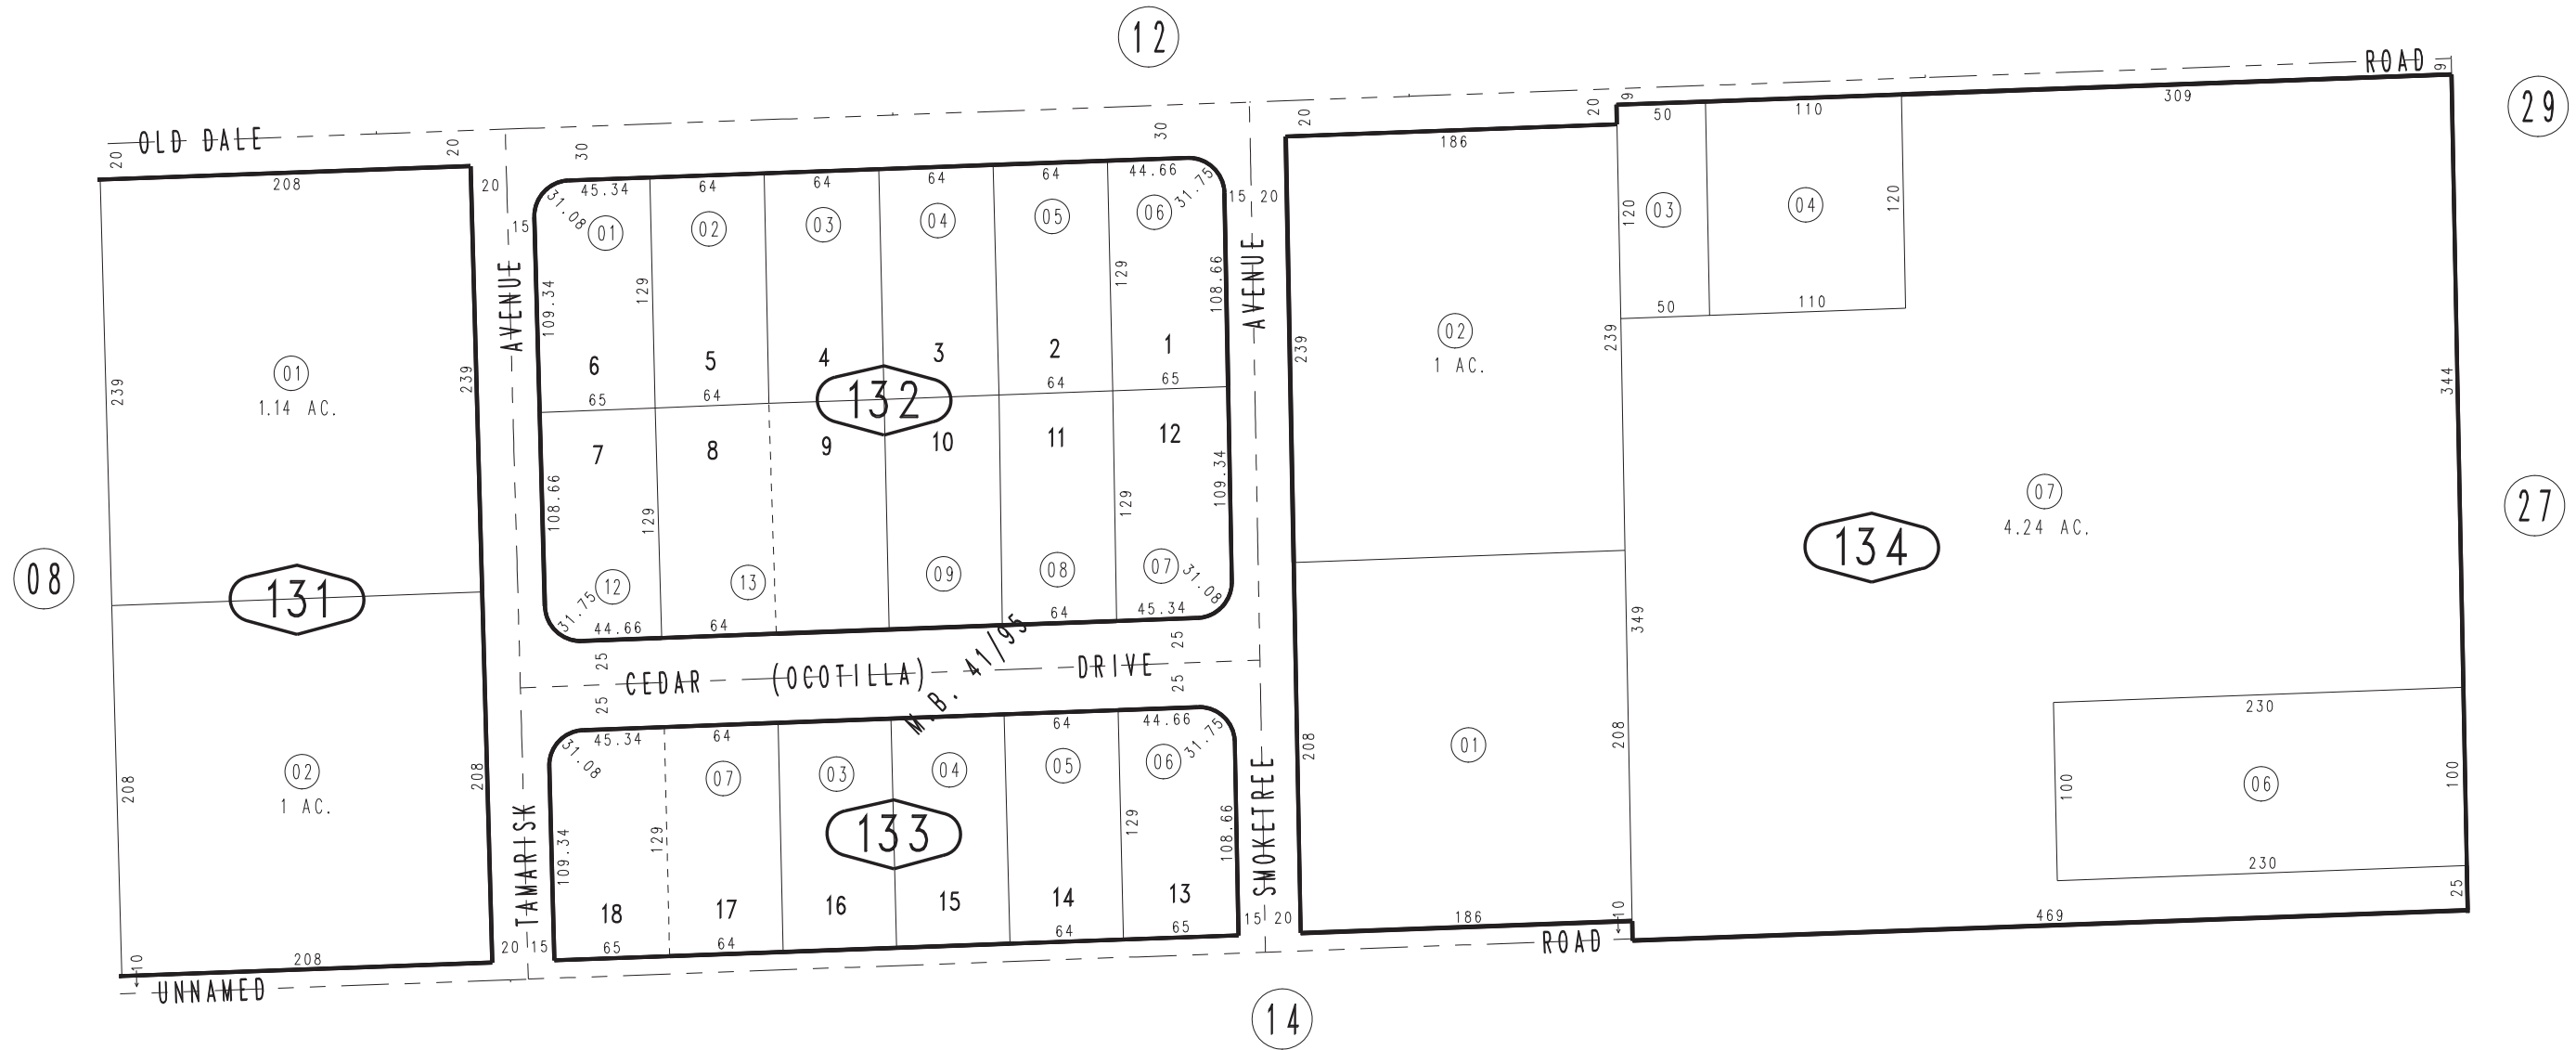 12
OLD DALE ROAD
29
20 20 30 30 20 20 9 9
208 20 45.34 64 64 64 64 44.66 186 50 110 309
31.08 31.75 15 20
15
01 02 03 04 05 06
03 04
120 120
109.34 129 129 108.66
AVENUE AVENUE
50 110
239 239 239 239 344
01
1.14 AC.
02
1 AC.
6 5 4 3 2 1
65 64 64 65
132
7 8 9 10 11 12
108.66 129 129 109.34
07
4.24 AC.
27
134
08
131
12 13 09 08 07
31.75 31.08
44.66 64 64 45.34
25 25
CEDAR (OCOTILLA) DRIVE
M.B. 41/95
25 25
349
45.34 64 64 44.66
31.08 31.75
07 03 04 05 06
01
02
1 AC.
208 208 208 208
230
100 06 100
230
133
109.34 129 129 108.66
TAMARISK SMOKETREE
18 17 16 15 14 13
65 64 64 65
20 15 15 20
186 10 469 25
10 208
UNNAMED ROAD
14